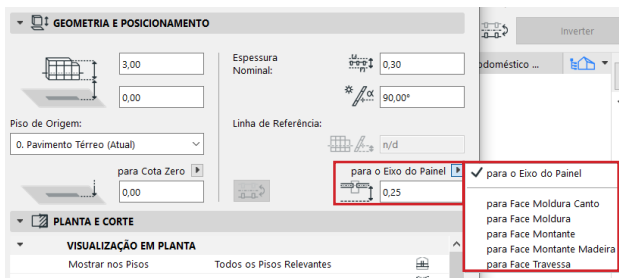 GEOMETRIA E POSICIONAMENTO
3,00
Espessura
Nominal:
0,30
Inverter
0,00
90,00°
odoméstico ...
Piso de Origem:
Linha de Referência:
0. Pavimento Térreo (Atual)
n/d
para Cota Zero
para o Eixo do Painel
0,00
0,25
para o Eixo do Painel
para Face Moldura Canto
para Face Moldura
para Face Montante
para Face Montante Madeira
para Face Travessa
PLANTA E CORTE
VISUALIZAÇÃO EM PLANTA
Mostrar nos Pisos
Todos os Pisos Relevantes